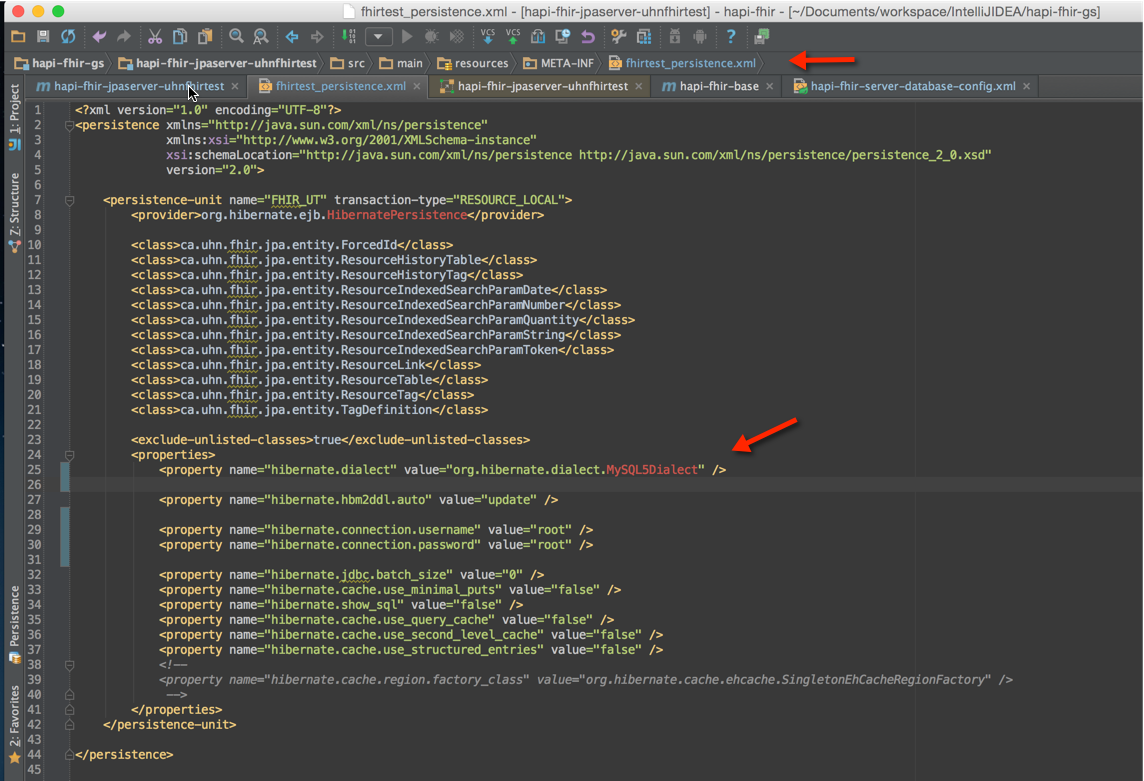 fhirtest_persistence.xml - [hapi-fhir-jpaserver-uhnfhirtest] - hapi-fhir - [~/Documents/workspace/IntelliJIDEA/hapi-fhir-gs]
VCS VCS
hapi-fhir-gs hapi-fhir-jpaserver-uhnfhirtest src main resources META-INF fhirtest_persistence.xml
hapi-fhir-jpaserver-uhnfhirtest fhirtest_persistence.xml hapi-fhir-jpaserver-uhnfhirtest hapi-fhir-base hapi-fhir-server-database-config.xml
1: Project
Z: Structure
Persistence
2: Favorites
1 <?xml version="1.0" encoding="UTF-8"?>
2 <persistence xmlns="http://java.sun.com/xml/ns/persistence"
3 xmlns:xsi="http://www.w3.org/2001/XMLSchema-instance"
4 xsi:schemaLocation="http://java.sun.com/xml/ns/persistence http://java.sun.com/xml/ns/persistence/persistence_2_0.xsd"
5 version="2.0">
6
7 <persistence-unit name="FHIR_UT" transaction-type="RESOURCE_LOCAL">
8 <provider>org.hibernate.ejb.HibernatePersistence</provider>
9
10 <class>ca.uhn.fhir.jpa.entity.ForcedId</class>
11 <class>ca.uhn.fhir.jpa.entity.ResourceHistoryTable</class>
12 <class>ca.uhn.fhir.jpa.entity.ResourceHistoryTag</class>
13 <class>ca.uhn.fhir.jpa.entity.ResourceIndexedSearchParamDate</class>
14 <class>ca.uhn.fhir.jpa.entity.ResourceIndexedSearchParamNumber</class>
15 <class>ca.uhn.fhir.jpa.entity.ResourceIndexedSearchParamQuantity</class>
16 <class>ca.uhn.fhir.jpa.entity.ResourceIndexedSearchParamString</class>
17 <class>ca.uhn.fhir.jpa.entity.ResourceIndexedSearchParamToken</class>
18 <class>ca.uhn.fhir.jpa.entity.ResourceLink</class>
19 <class>ca.uhn.fhir.jpa.entity.ResourceTable</class>
20 <class>ca.uhn.fhir.jpa.entity.ResourceTag</class>
21 <class>ca.uhn.fhir.jpa.entity.TagDefinition</class>
22
23 <exclude-unlisted-classes>true</exclude-unlisted-classes>
24 <properties>
25 <property name="hibernate.dialect" value="org.hibernate.dialect.MySQL5Dialect" />
26
27 <property name="hibernate.hbm2ddl.auto" value="update" />
28
29 <property name="hibernate.connection.username" value="root" />
30 <property name="hibernate.connection.password" value="root" />
31
32 <property name="hibernate.jdbc.batch_size" value="0" />
33 <property name="hibernate.cache.use_minimal_puts" value="false" />
34 <property name="hibernate.show_sql" value="false" />
35 <property name="hibernate.cache.use_query_cache" value="false" />
36 <property name="hibernate.cache.use_second_level_cache" value="false" />
37 <property name="hibernate.cache.use_structured_entries" value="false" />
38 <!--
39 <property name="hibernate.cache.region.factory_class" value="org.hibernate.cache.ehcache.SingletonEhCacheRegionFactory" />
40 -->
41 </properties>
42 </persistence-unit>
43
44 </persistence>
45